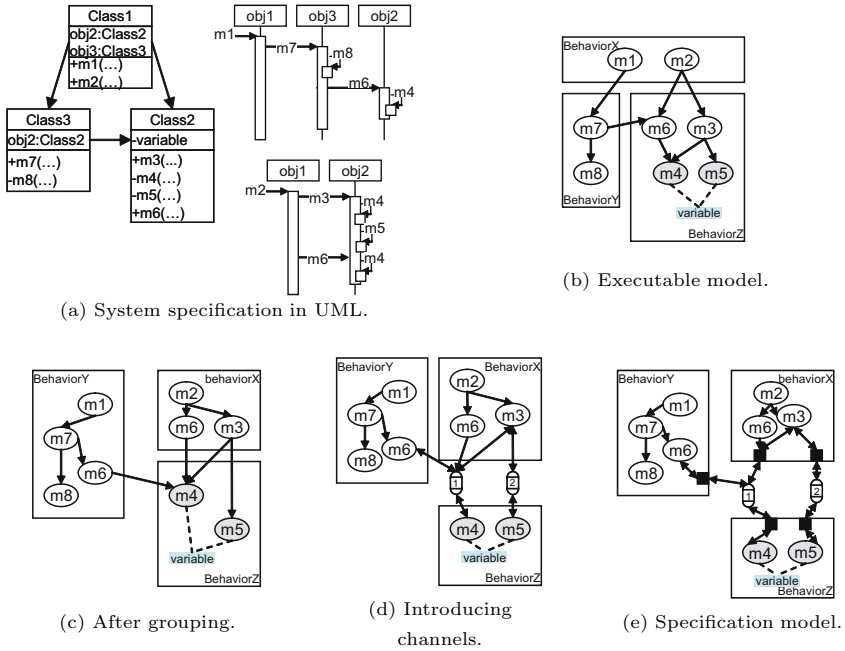 Class1
obj2:Class2
obj3:Class3
+m1(…)
+m2(…)
Class3
obj2:Class2
+m7(…)
-m8(…)
Class2
-variable
+m3(...)
-m4(…)
-m5(…)
+m6(…)
obj1
obj3
obj2
m1
m7
-m8
m6
-m4
obj1
obj2
m2
m3
-m4
-m5
m6
-m4
(a) System specification in UML.
BehaviorX
m1
m2
m7
m6
m3
m8
m4
m5
BehaviorY
variable
BehaviorZ
(b) Executable model.
BehaviorY
m1
m7
m6
m8
behaviorX
m2
m6
m3
m4
m5
variable
BehaviorZ
(c) After grouping.
BehaviorY
m1
m7
m6
m8
BehaviorX
m2
m6
m3
1
2
m4
m5
variable
BehaviorZ
(d) Introducing
channels.
BehaviorY
m1
m7
m6
m8
behaviorX
m2
m3
m6
1
2
m4
m5
variable
BehaviorZ
(e) Specification model.